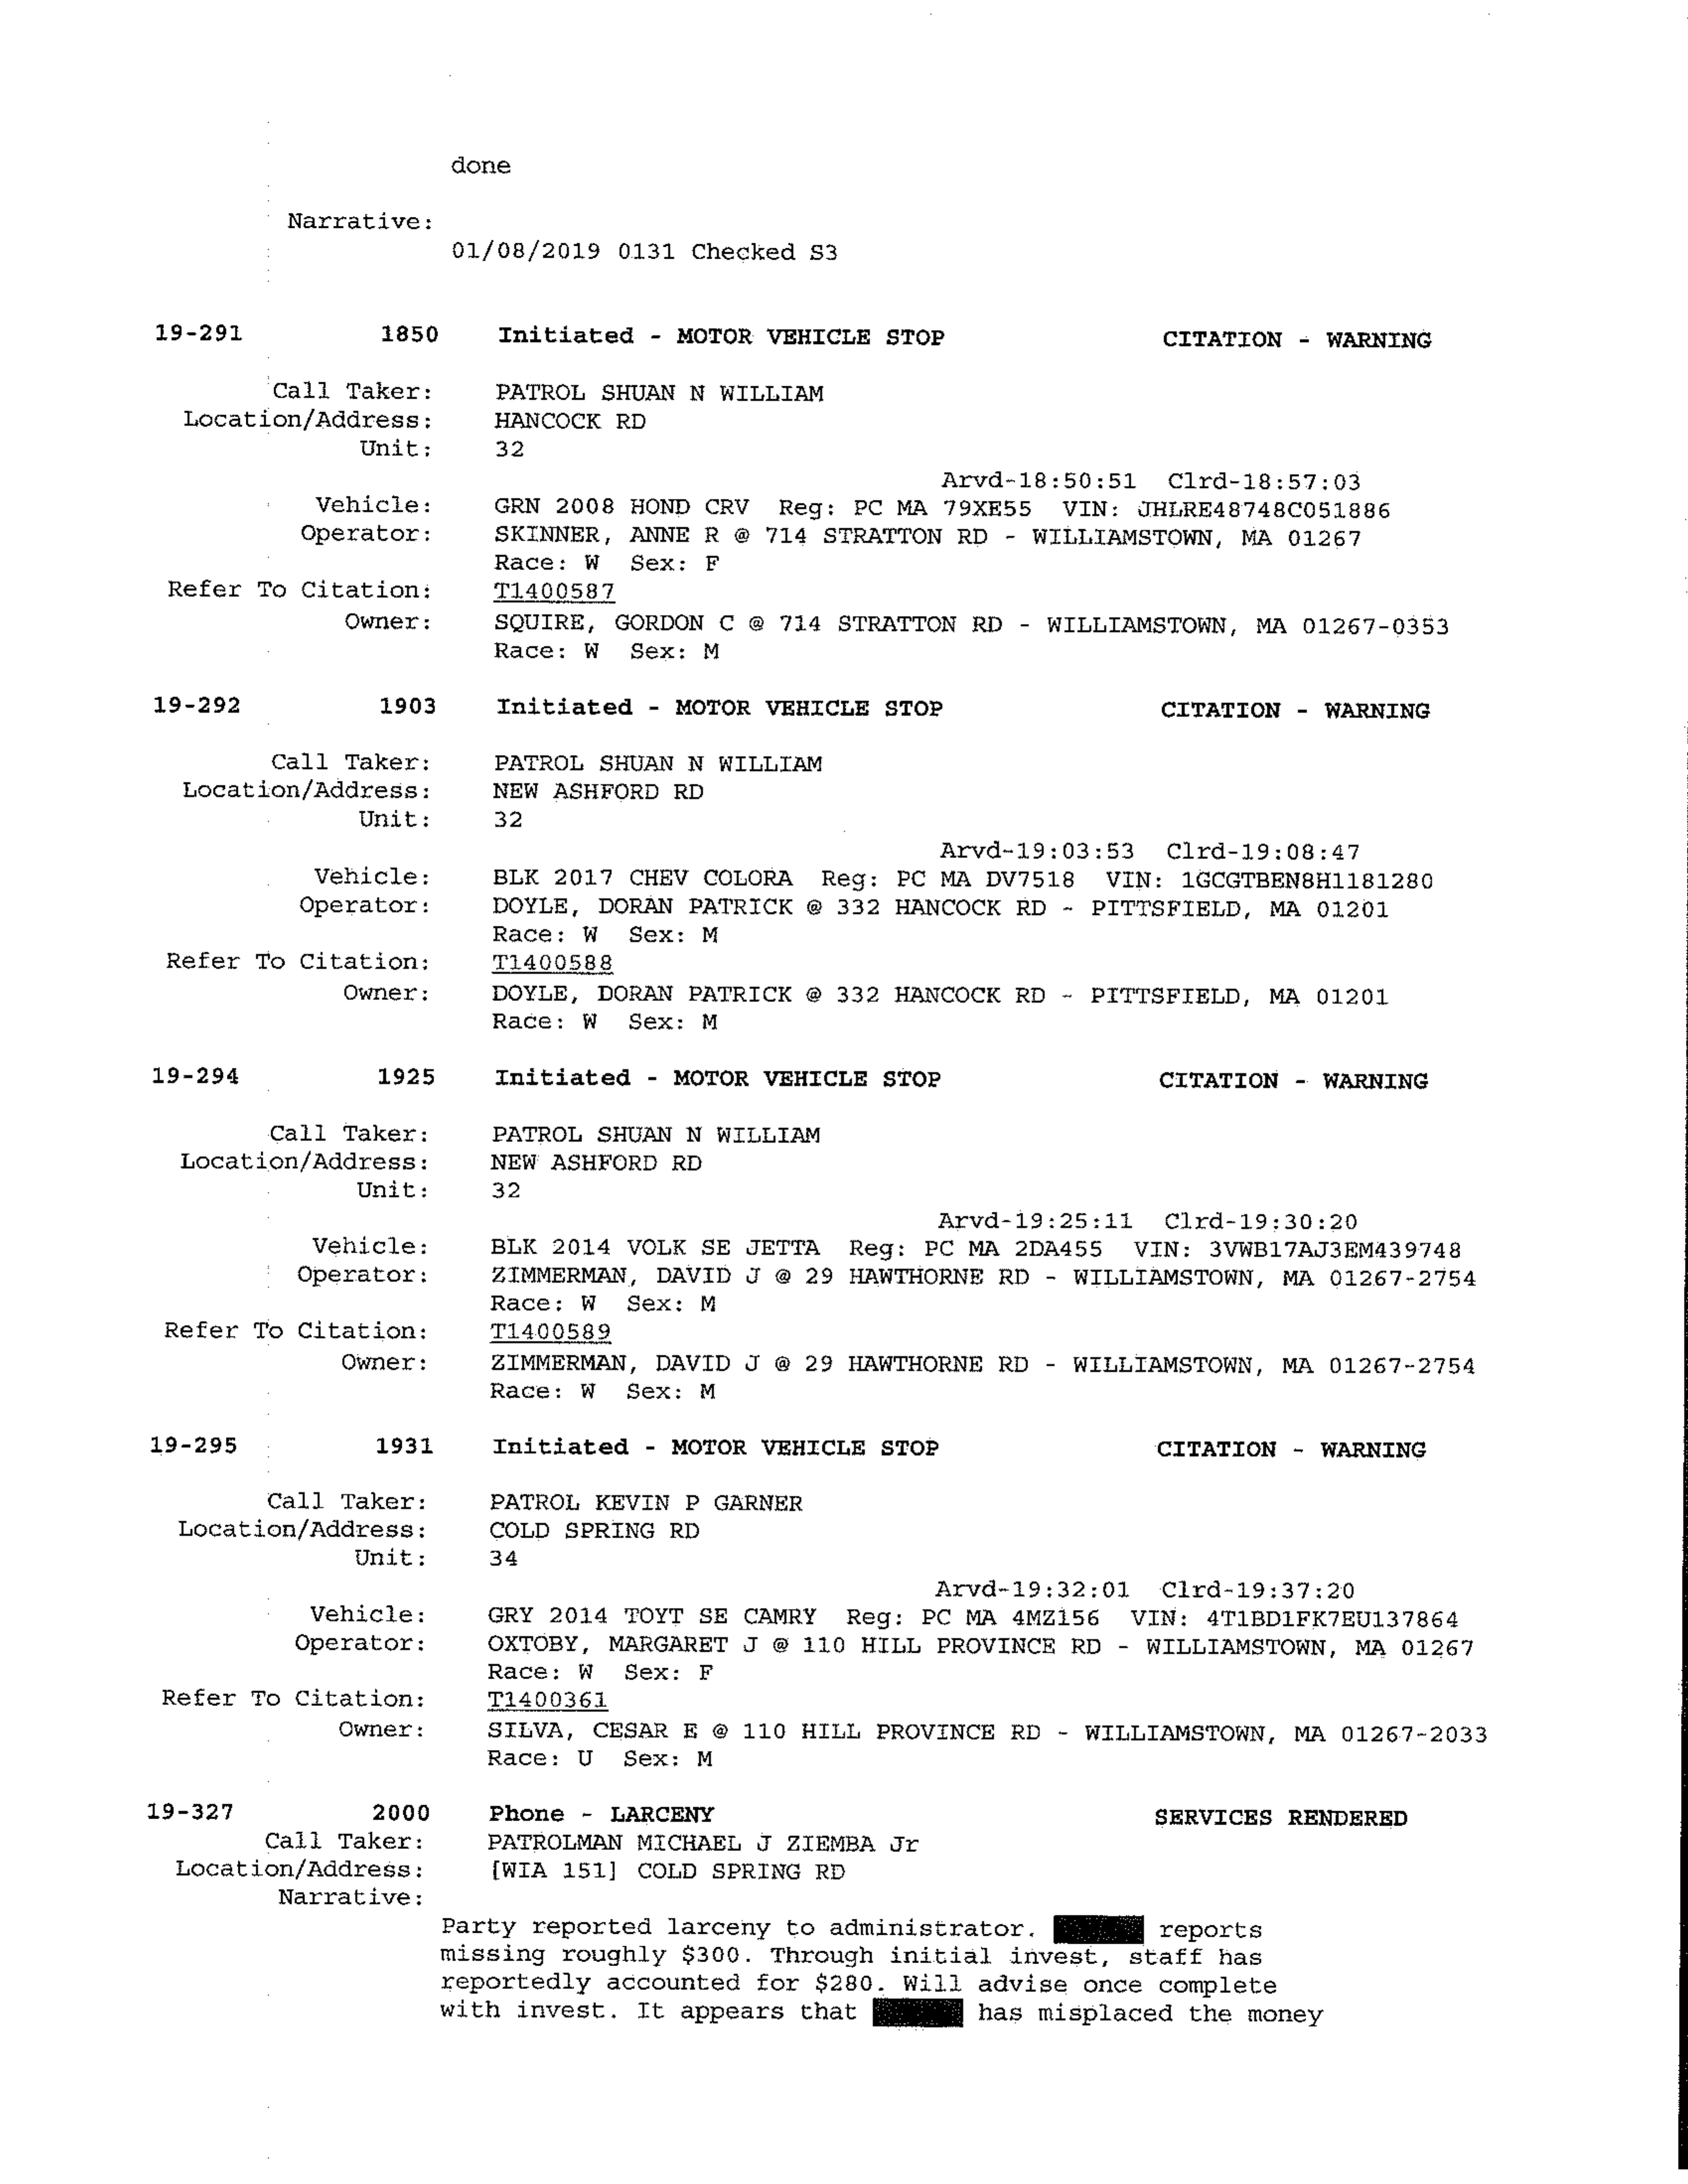 done
Narrative:
01/08/2019 0131 Checked S3
19-291 1850 Initiated - MOTOR VEHICLE STOP CITATION - WARNING
Call Taker: PATROL SHUAN N WILLIAM
Location/Address: HANCOCK RD
Unit: 32
Arvd-18:50:51 Clrd-18:57:03
Vehicle: GRN 2008 HOND CRV Reg: PC MA 79XE55 VIN: JHLRE48748C051886
Operator: SKINNER, ANNE R @ 714 STRATTON RD - WILLIAMSTOWN, MA 01267
Race: W Sex: F
Refer To Citation: T1400587
Owner: SQUIRE, GORDON C @ 714 STRATTON RD - WILLIAMSTOWN, MA 01267-0353
Race: W Sex: M
19-292 1903 Initiated - MOTOR VEHICLE STOP CITATION - WARNING
Call Taker: PATROL SHUAN N WILLIAM
Location/Address: NEW ASHFORD RD
Unit: 32
Arvd-19:03:53 Clrd-19:08:47
Vehicle: BLK 2017 CHEV COLORA Reg: PC MA DV7518 VIN: 1GCGTBEN8H1181280
Operator: DOYLE, DORAN PATRICK @ 332 HANCOCK RD - PITTSFIELD, MA 01201
Race: W Sex: M
Refer To Citation: T1400588
Owner: DOYLE, DORAN PATRICK @ 332 HANCOCK RD - PITTSFIELD, MA 01201
Race: W Sex: M
19-294 1925 Initiated - MOTOR VEHICLE STOP CITATION - WARNING
Call Taker: PATROL SHUAN N WILLIAM
Location/Address: NEW ASHFORD RD
Unit: 32
Arvd-19:25:11 Clrd-19:30:20
Vehicle: BLK 2014 VOLK SE JETTA Reg: PC MA 2DA455 VIN: 3VWB17AJ3EM439748
Operator: ZIMMERMAN, DAVID J @ 29 HAWTHORNE RD - WILLIAMSTOWN, MA 01267-2754
Race: W Sex: M
Refer To Citation: T1400589
Owner: ZIMMERMAN, DAVID J @ 29 HAWTHORNE RD - WILLIAMSTOWN, MA 01267-2754
Race: W Sex: M
19-295 1931 Initiated - MOTOR VEHICLE STOP CITATION - WARNING
Call Taker: PATROL KEVIN P GARNER
Location/Address: COLD SPRING RD
Unit: 34
Arvd-19:32:01 Clrd-19:37:20
Vehicle: GRY 2014 TOYT SE CAMRY Reg: PC MA 4MZ156 VIN: 4T1BD1FK7EU137864
Operator: OXTOBY, MARGARET J @ 110 HILL PROVINCE RD - WILLIAMSTOWN, MA 01267
Race: W Sex: F
Refer To Citation: T1400361
Owner: SILVA, CESAR E @ 110 HILL PROVINCE RD - WILLIAMSTOWN, MA 01267-2033
Race: U Sex: M
19-327 2000 Phone - LARCENY SERVICES RENDERED
Call Taker: PATROLMAN MICHAEL J ZIEMBA Jr
Location/Address: [WIA 151] COLD SPRING RD
Narrative:
Party reported larceny to administrator. reports
missing roughly $300. Through initial invest, staff has
reportedly accounted for $280. Will advise once complete
with invest. It appears that has misplaced the money